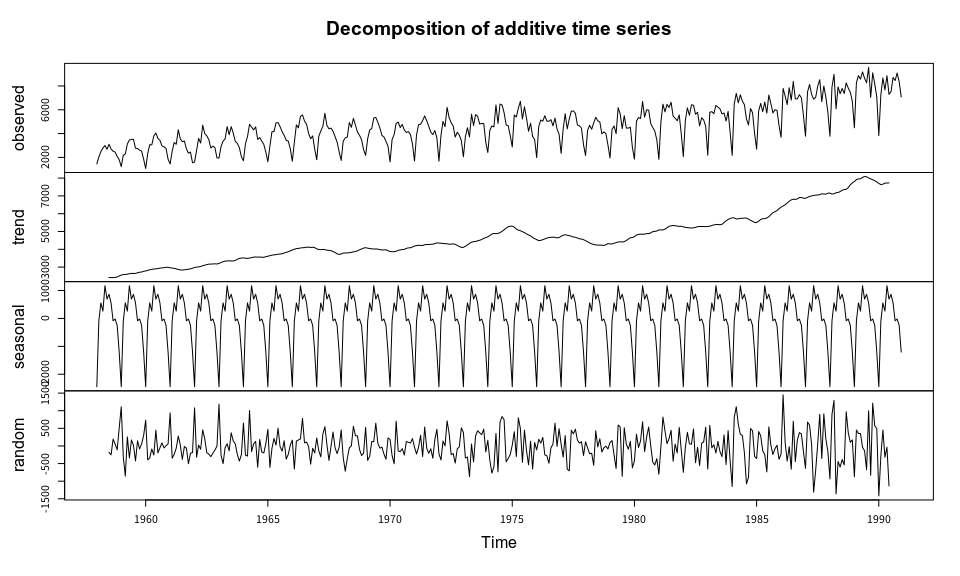 Decomposition of additive time series
observed
6000
2000
trend
7000
5000
3000
seasonal
1000
0
-2000
random
1500
500
-500
-1500
1960 1965 1970 1975 1980 1985 1990
Time